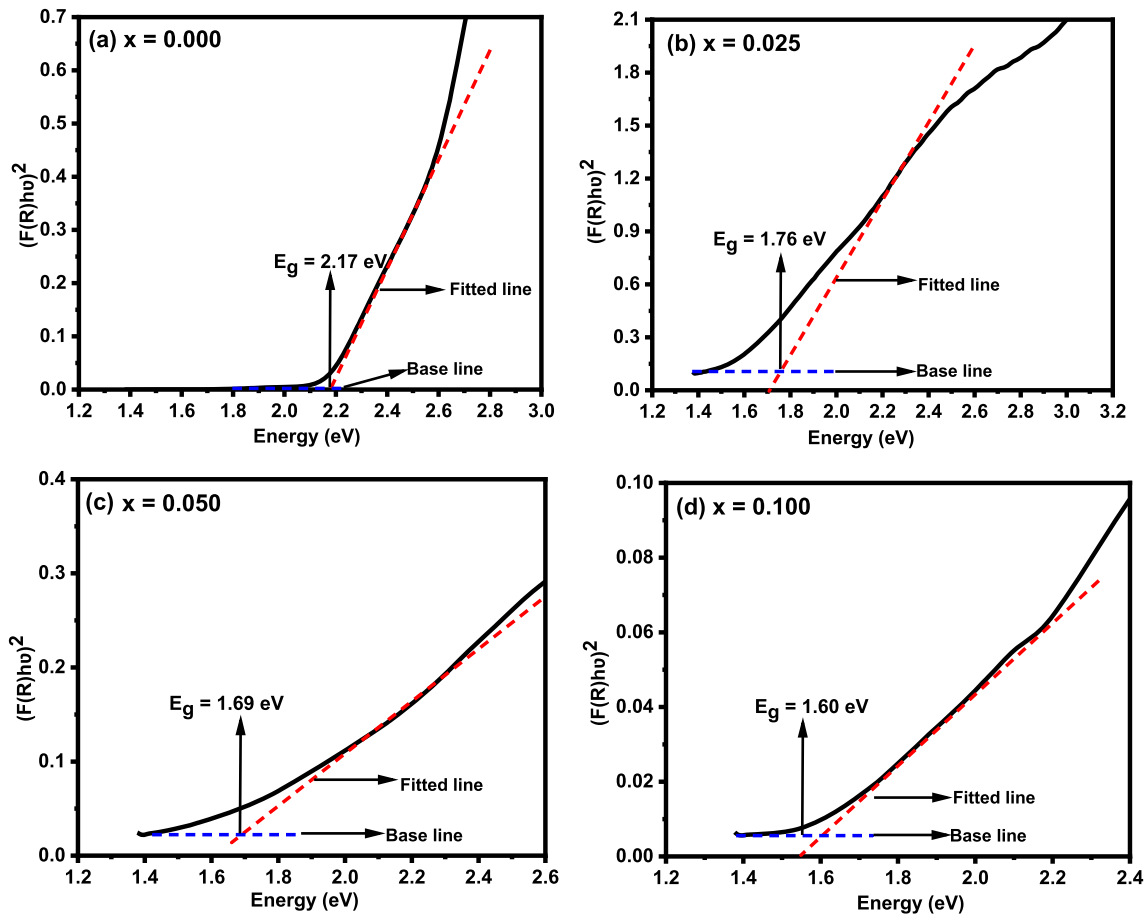 (a) x = 0.000
0.7
0.6
0.5
0.4
0.3
0.2
0.1
0.0
(F(R)hυ)²
Eg = 2.17 eV
Fitted line
Base line
1.2 1.4 1.6 1.8 2.0 2.2 2.4 2.6 2.8 3.0
Energy (eV)
(b) x = 0.025
2.1
1.8
1.5
1.2
0.9
0.6
0.3
0.0
(F(R)hυ)²
Eg = 1.76 eV
Fitted line
Base line
1.2 1.4 1.6 1.8 2.0 2.2 2.4 2.6 2.8 3.0 3.2
Energy (eV)
(c) x = 0.050
0.4
0.3
0.2
0.1
0.0
(F(R)hυ)²
Eg = 1.69 eV
Fitted line
Base line
1.2 1.4 1.6 1.8 2.0 2.2 2.4 2.6
Energy (eV)
(d) x = 0.100
0.10
0.08
0.06
0.04
0.02
0.00
(F(R)hυ)²
Eg = 1.60 eV
Fitted line
Base line
1.2 1.4 1.6 1.8 2.0 2.2 2.4
Energy (eV)